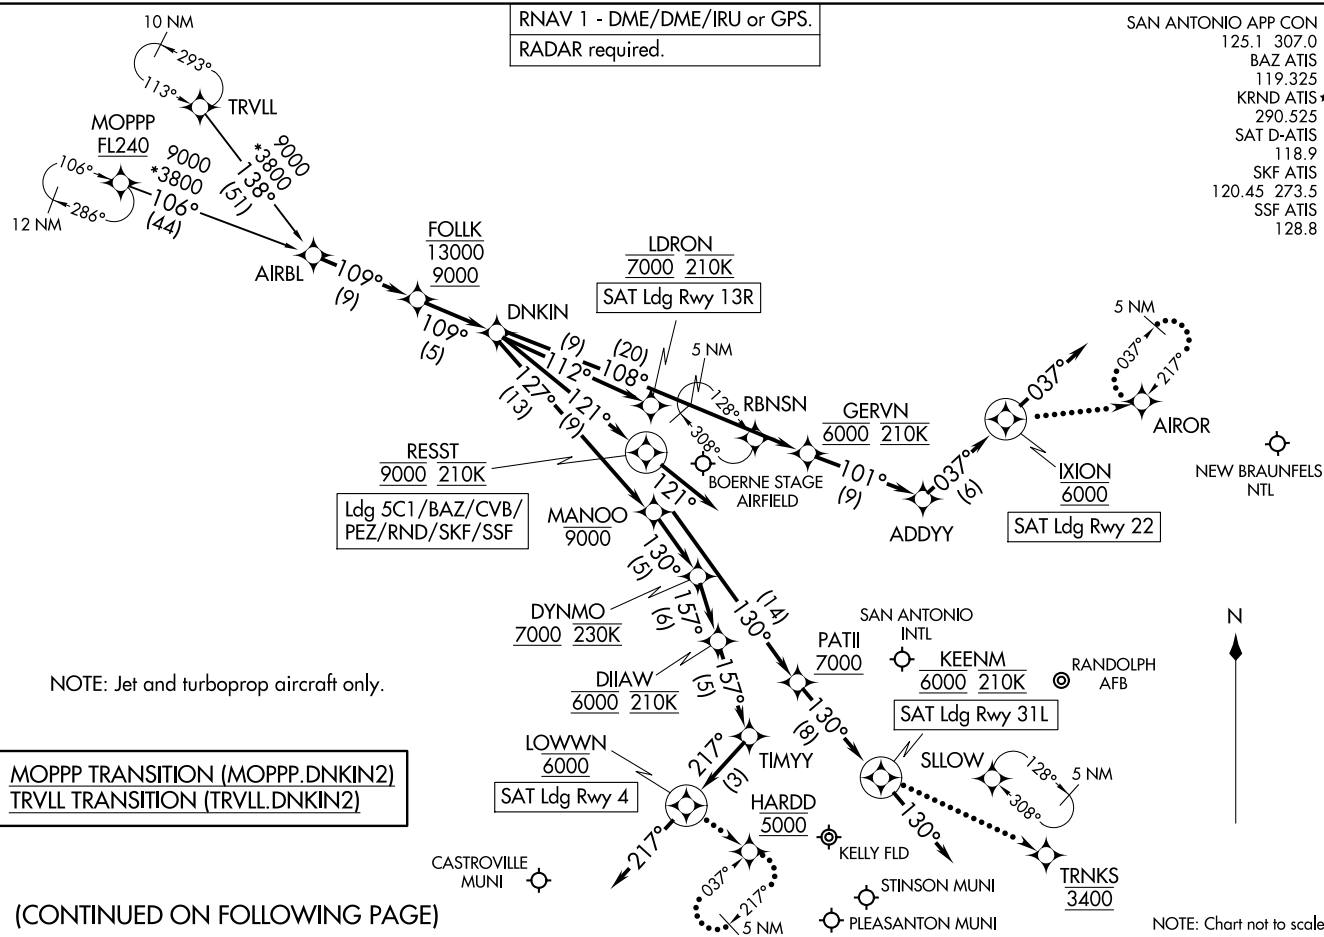 RNAV 1 - DME/DME/IRU or GPS.
RADAR required.
SAN ANTONIO APP CON
125.1 307.0
BAZ ATIS
119.325
KRND ATIS★
290.525
SAT D-ATIS
118.9
SKF ATIS
120.45 273.5
SSF ATIS
128.8
10 NM
293°
113°
TRVLL
MOPPP
FL240
106°
286°
12 NM
9000
*3800
106°
(44)
9000
*3800
138°
(51)
AIRBL
109°
(9)
FOLLK
13000
9000
109°
(5)
DNKIN
LDRON
7000 210K
SAT Ldg Rwy 13R
(9)
112°
(20)
108°
5 NM
128°
308°
RBNSN
GERVN
6000 210K
101°
(9)
ADDYY
037°
(6)
037°
IXION
6000
SAT Ldg Rwy 22
5 NM
037°
217°
AIROR
NEW BRAUNFELS
NTL
127°
(13)
121°
(9)
RESST
9000 210K
Ldg 5C1/BAZ/CVB/
PEZ/RND/SKF/SSF
121°
BOERNE STAGE
AIRFIELD
MANOO
9000
130°
(5)
DYNMO
7000 230K
157°
(6)
DIIAW
6000 210K
157°
(5)
TIMYY
(14)
130°
PATII
7000
130°
(8)
SAN ANTONIO
INTL
KEENM
6000 210K
SAT Ldg Rwy 31L
RANDOLPH
AFB
N
NOTE: Jet and turboprop aircraft only.
LOWWN
6000
SAT Ldg Rwy 4
217°
(3)
217°
HARDD
5000
037°
217°
5 NM
KELLY FLD
130°
SLLOW
128°
308°
5 NM
TRNKS
3400
MOPPP TRANSITION (MOPPP.DNKIN2)
TRVLL TRANSITION (TRVLL.DNKIN2)
CASTROVILLE
MUNI
STINSON MUNI
PLEASANTON MUNI
(CONTINUED ON FOLLOWING PAGE)
NOTE: Chart not to scale